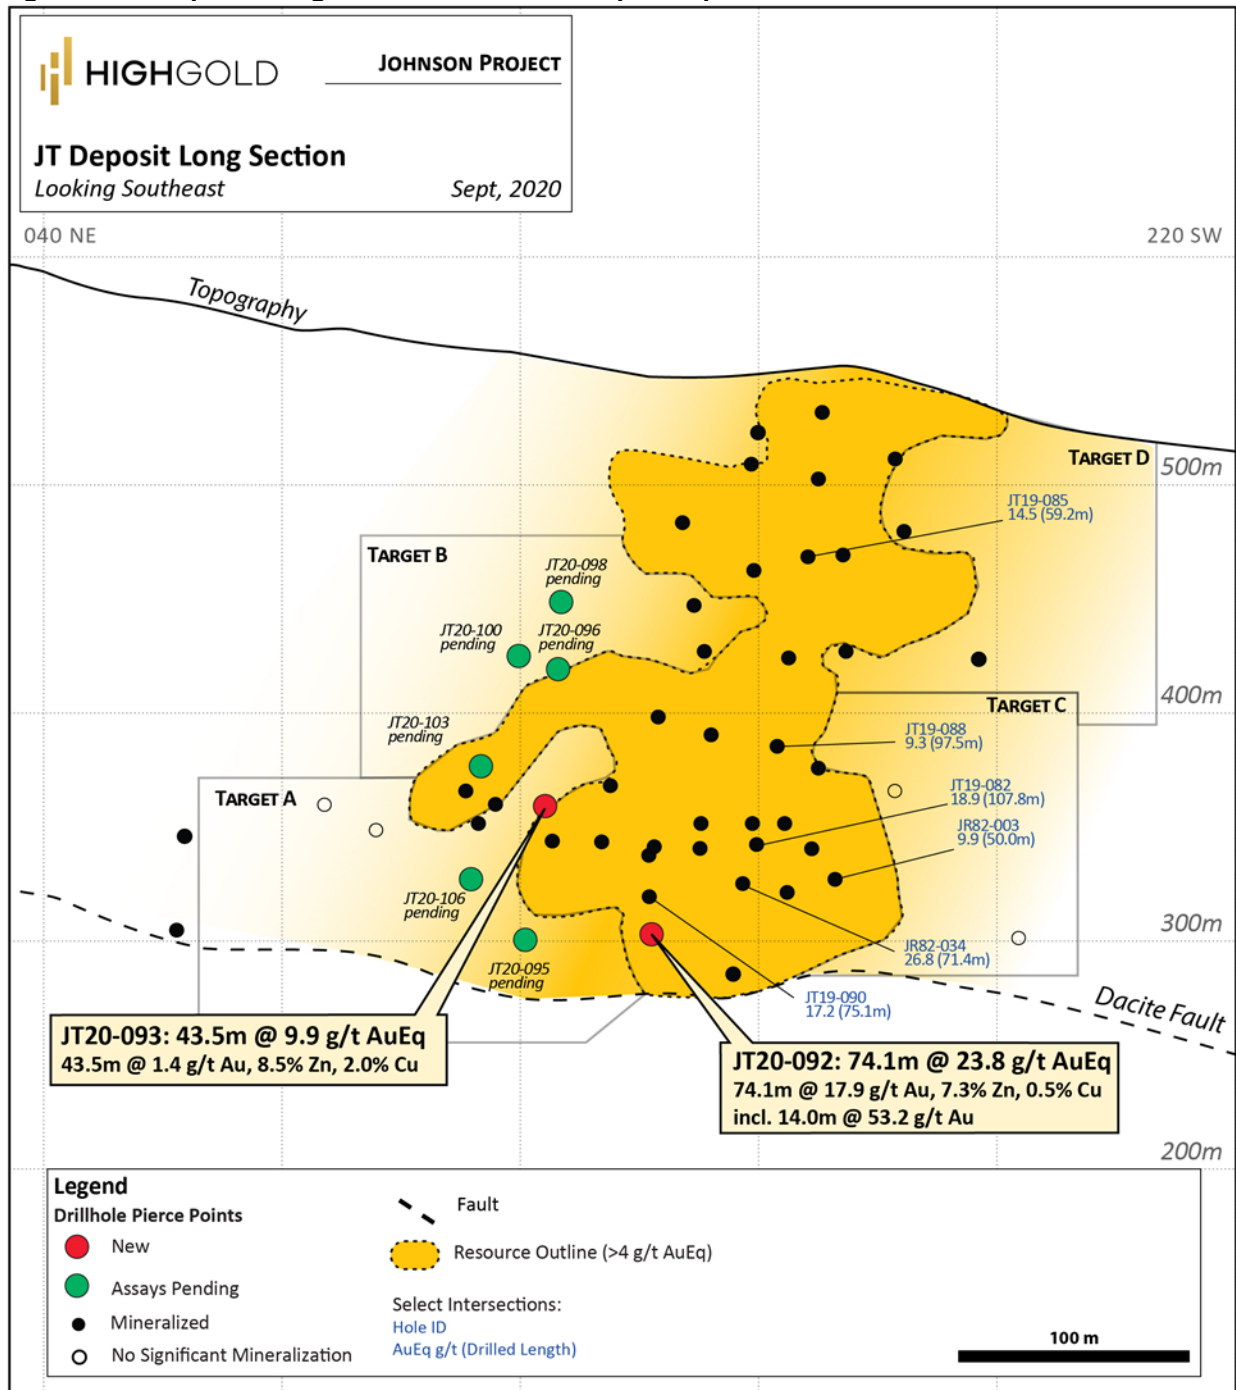 HIGHGOLD
JOHNSON PROJECT
JT Deposit Long Section
Looking Southeast
Sept, 2020
040 NE
220 SW
Topography
TARGET D
500m
JT19-085
14.5 (59.2m)
TARGET B
JT20-098
pending
JT20-100
pending
JT20-096
pending
400m
TARGET C
JT20-103
pending
JT19-088
9.3 (97.5m)
TARGET A
JT19-082
18.9 (107.8m)
JR82-003
9.9 (50.0m)
JT20-106
pending
300m
JR82-034
26.8 (71.4m)
JT20-095
pending
JT19-090
17.2 (75.1m)
Dacite Fault
JT20-093: 43.5m @ 9.9 g/t AuEq
43.5m @ 1.4 g/t Au, 8.5% Zn, 2.0% Cu
JT20-092: 74.1m @ 23.8 g/t AuEq
74.1m @ 17.9 g/t Au, 7.3% Zn, 0.5% Cu
incl. 14.0m @ 53.2 g/t Au
200m
Legend
Drillhole Pierce Points
New
Assays Pending
Mineralized
No Significant Mineralization
Fault
Resource Outline (>4 g/t AuEq)
Select Intersections:
Hole ID
AuEq g/t (Drilled Length)
100 m